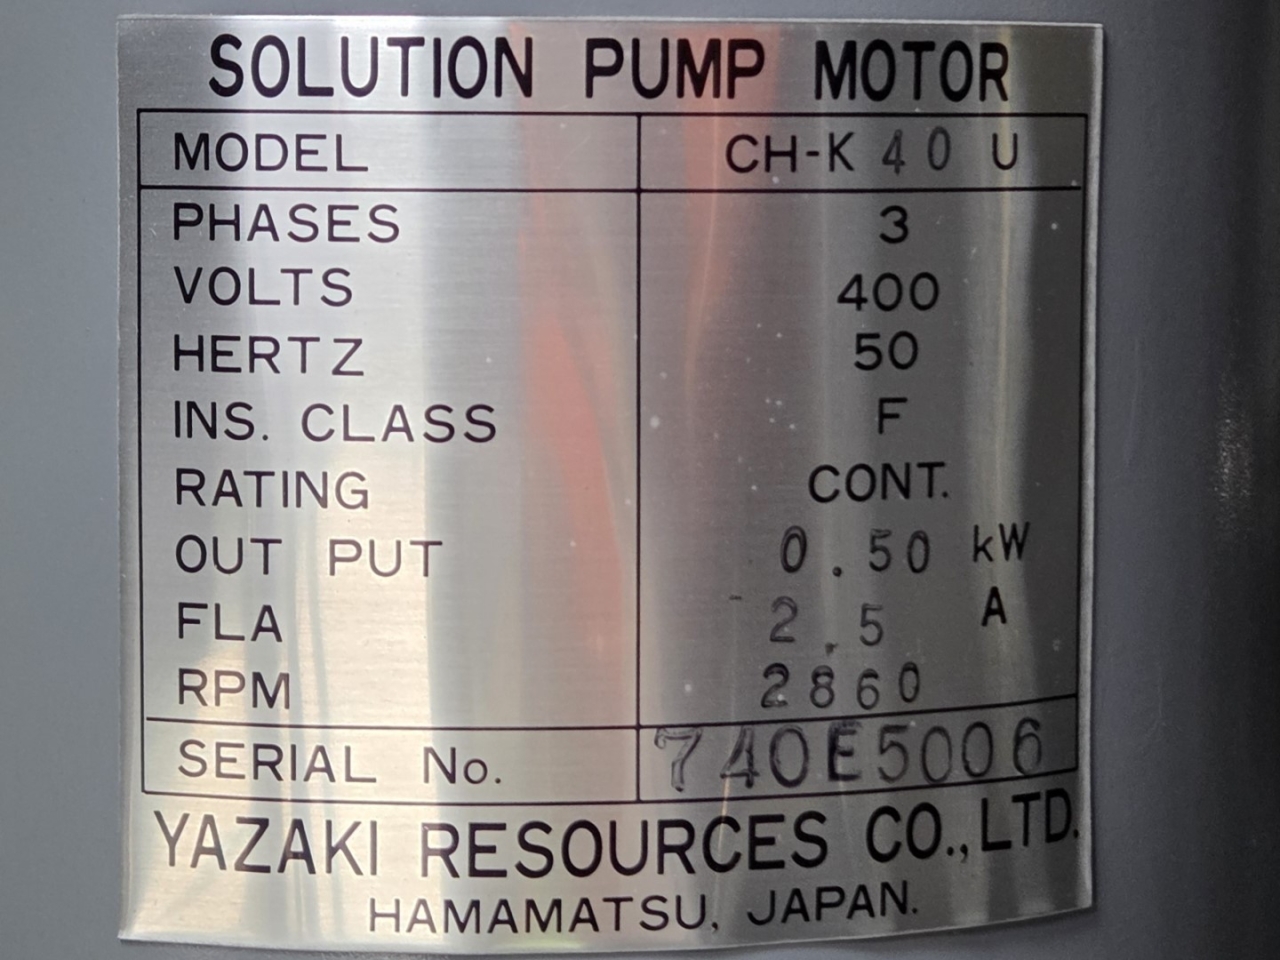 SOLUTION PUMP MOTOR
MODEL CH-K 40 U
PHASES 3
VOLTS 400
HERTZ 50
INS. CLASS F
RATING CONT.
OUT PUT 0.50 kW
FLA 2.5 A
RPM 2860
SERIAL No. 740E5006
YAZAKI RESOURCES CO.,LTD.
HAMAMATSU, JAPAN.